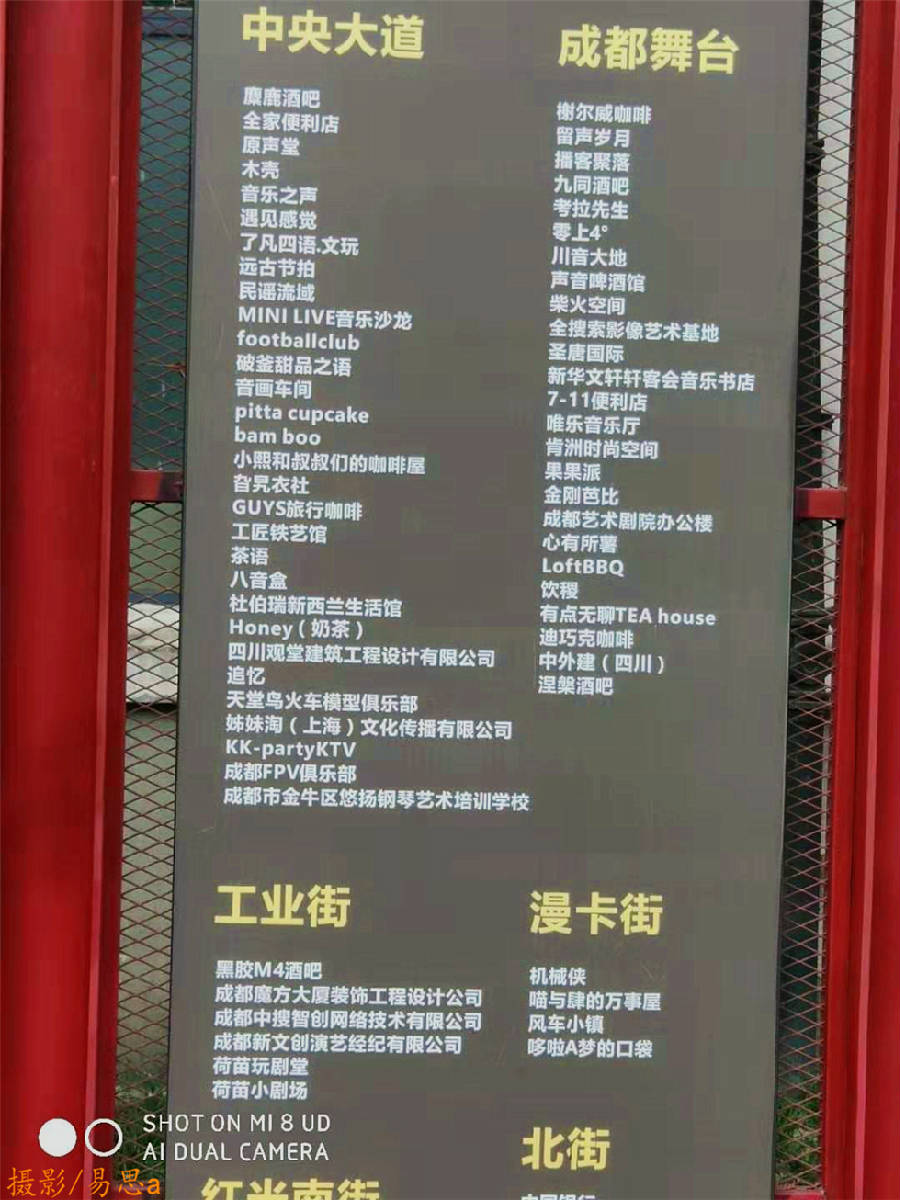 中央大道
麋鹿酒吧
全家便利店
原声堂
木壳
音乐之声
遇见感觉
了凡四语.文玩
远古节拍
民谣流域
MINI LIVE音乐沙龙
footballclub
破釜甜品之语
音画车间
pitta cupcake
bam boo
小熙和叔叔们的咖啡屋
旮旯衣社
GUYS旅行咖啡
工匠铁艺馆
茶语
八音盒
杜伯瑞新西兰生活馆
Honey（奶茶）
四川观堂建筑工程设计有限公司
追忆
天堂鸟火车模型俱乐部
姊妹淘（上海）文化传播有限公司
KK-partyKTV
成都FPV俱乐部
成都市金牛区悠扬钢琴艺术培训学校
成都舞台
榭尔威咖啡
留声岁月
播客聚落
九同酒吧
考拉先生
零上4°
川音大地
声音啤酒馆
柴火空间
全搜索影像艺术基地
圣唐国际
新华文轩轩客会音乐书店
7-11便利店
唯乐音乐厅
肯洲时尚空间
果果派
金刚芭比
成都艺术剧院办公楼
心有所薯
LoftBBQ
饮稷
有点无聊TEA house
迪巧克咖啡
中外建（四川）
涅槃酒吧
工业街
黑胶M4酒吧
成都魔方大厦装饰工程设计公司
成都中搜智创网络技术有限公司
成都新文创演艺经纪有限公司
荷苗玩剧堂
荷苗小剧场
漫卡街
机械侠
喵与肆的万事屋
风车小镇
哆啦A梦的口袋
北街
SHOT ON MI 8 UD
AI DUAL CAMERA
摄影/易思a